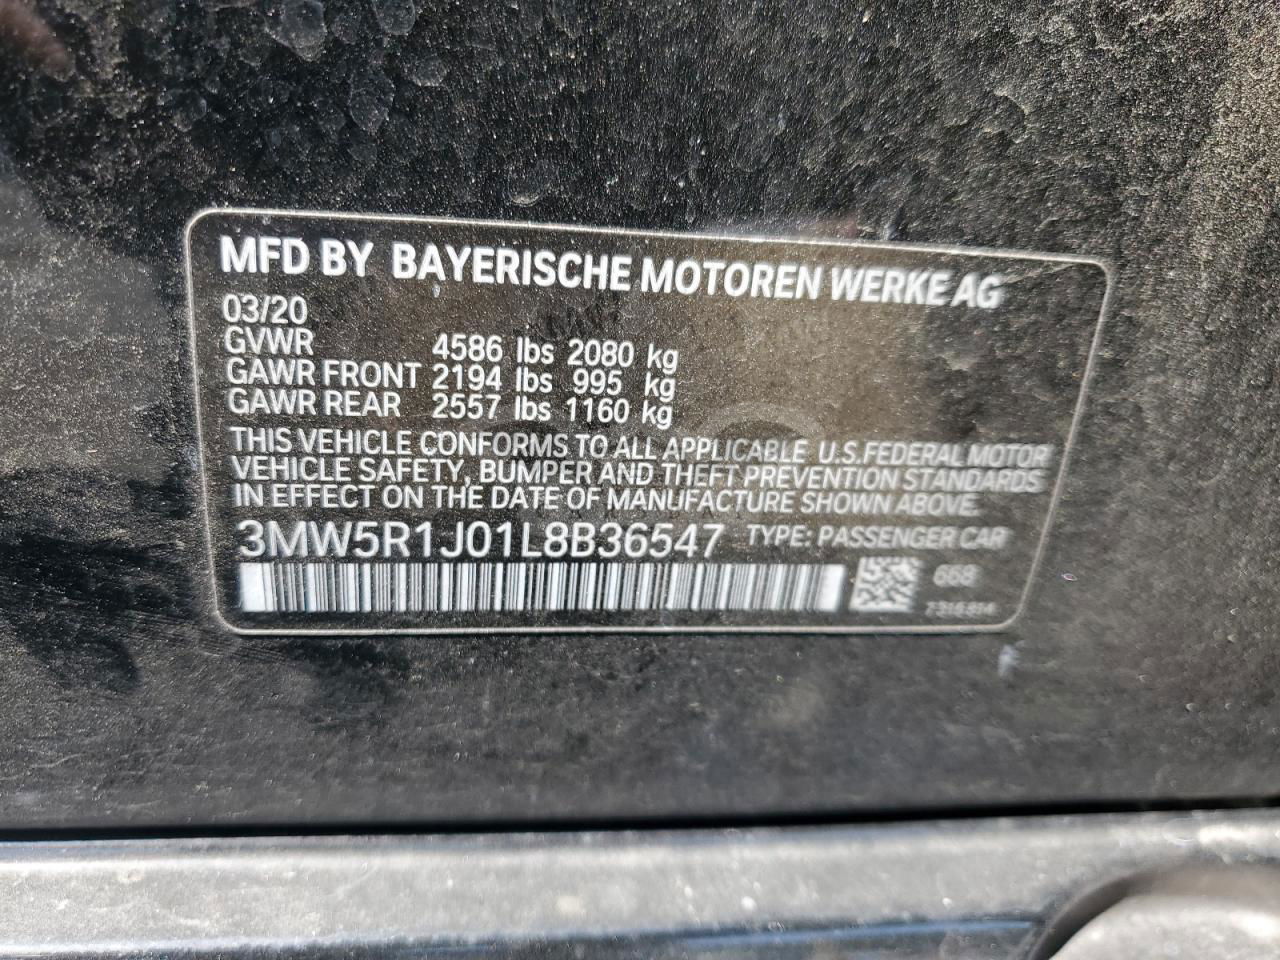 MFD BY BAYERISCHE MOTOREN WERKE AG
03/20
GVWR 4586 lbs 2080 kg
GAWR FRONT 2194 lbs 995 kg
GAWR REAR 2557 lbs 1160 kg
THIS VEHICLE CONFORMS TO ALL APPLICABLE U.S.FEDERAL MOTOR
VEHICLE SAFETY, BUMPER AND THEFT PREVENTION STANDARDS
IN EFFECT ON THE DATE OF MANUFACTURE SHOWN ABOVE.
3MW5R1J01L8B36547 TYPE: PASSENGER CAR
668
7316814